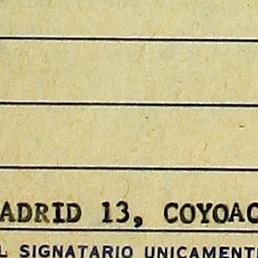 ADRID 13, COYOAC
L SIGNATARIO UNICAMENT